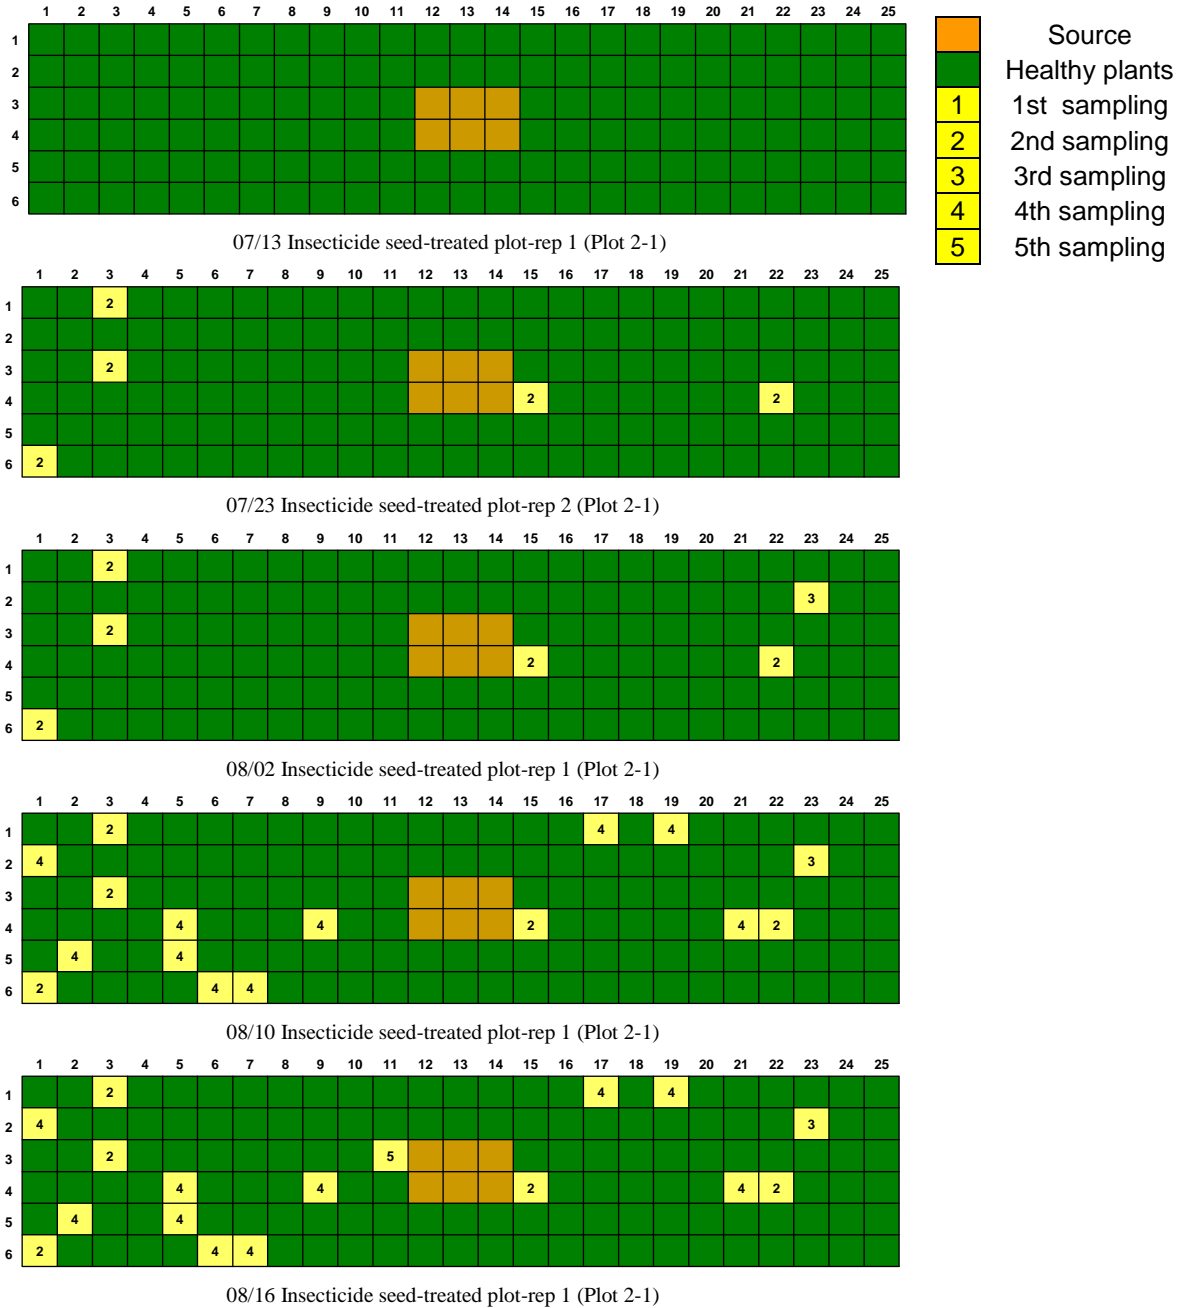 1 2 3 4 5 6 7 8 9 10 11 12 13 14 15 16 17 18 19 20 21 22 23 24 25
1
2
3
4
5
6
07/13 Insecticide seed-treated plot-rep 1 (Plot 2-1)
Source
Healthy plants
1 1st sampling
2 2nd sampling
3 3rd sampling
4 4th sampling
5 5th sampling
1 2 3 4 5 6 7 8 9 10 11 12 13 14 15 16 17 18 19 20 21 22 23 24 25
1 2
2
3 2
4 2 2
5
6 2
07/23 Insecticide seed-treated plot-rep 2 (Plot 2-1)
1 2 3 4 5 6 7 8 9 10 11 12 13 14 15 16 17 18 19 20 21 22 23 24 25
1 2
2 3
3 2
4 2 2
5
6 2
08/02 Insecticide seed-treated plot-rep 1 (Plot 2-1)
1 2 3 4 5 6 7 8 9 10 11 12 13 14 15 16 17 18 19 20 21 22 23 24 25
1 2 4 4
2 4 3
3 2
4 4 4 2 4 2
5 4 4
6 2 4 4
08/10 Insecticide seed-treated plot-rep 1 (Plot 2-1)
1 2 3 4 5 6 7 8 9 10 11 12 13 14 15 16 17 18 19 20 21 22 23 24 25
1 2 4 4
2 4 3
3 2 5
4 4 4 2 4 2
5 4 4
6 2 4 4
08/16 Insecticide seed-treated plot-rep 1 (Plot 2-1)